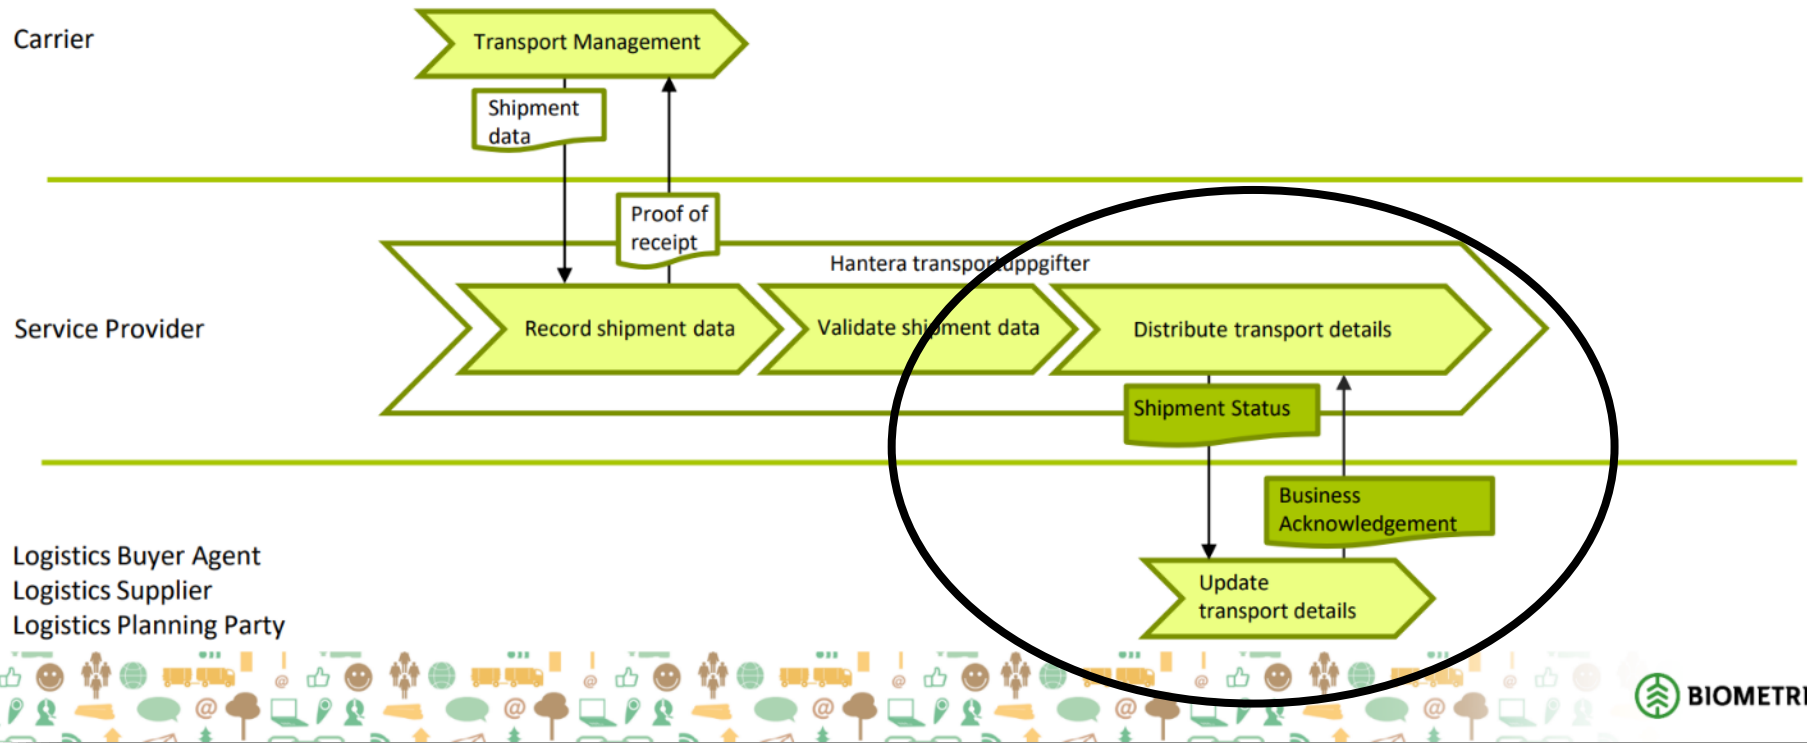 Carrier
Transport Management
Shipment
data
Proof of
receipt
Hantera transportuppgifter
Service Provider
Record shipment data
Validate shipment data
Distribute transport details
Shipment Status
Business
Acknowledgement
Logistics Buyer Agent
Logistics Supplier
Logistics Planning Party
Update
transport details
BIOMETRI